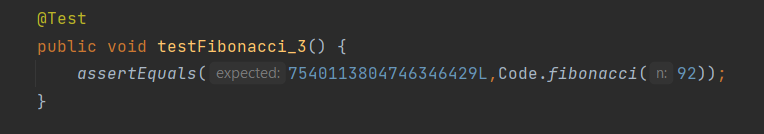 @Test
public void testFibonacci_3() {
assertEquals( expected: 7540113804746346429L,Code.fibonacci( n: 92));
}